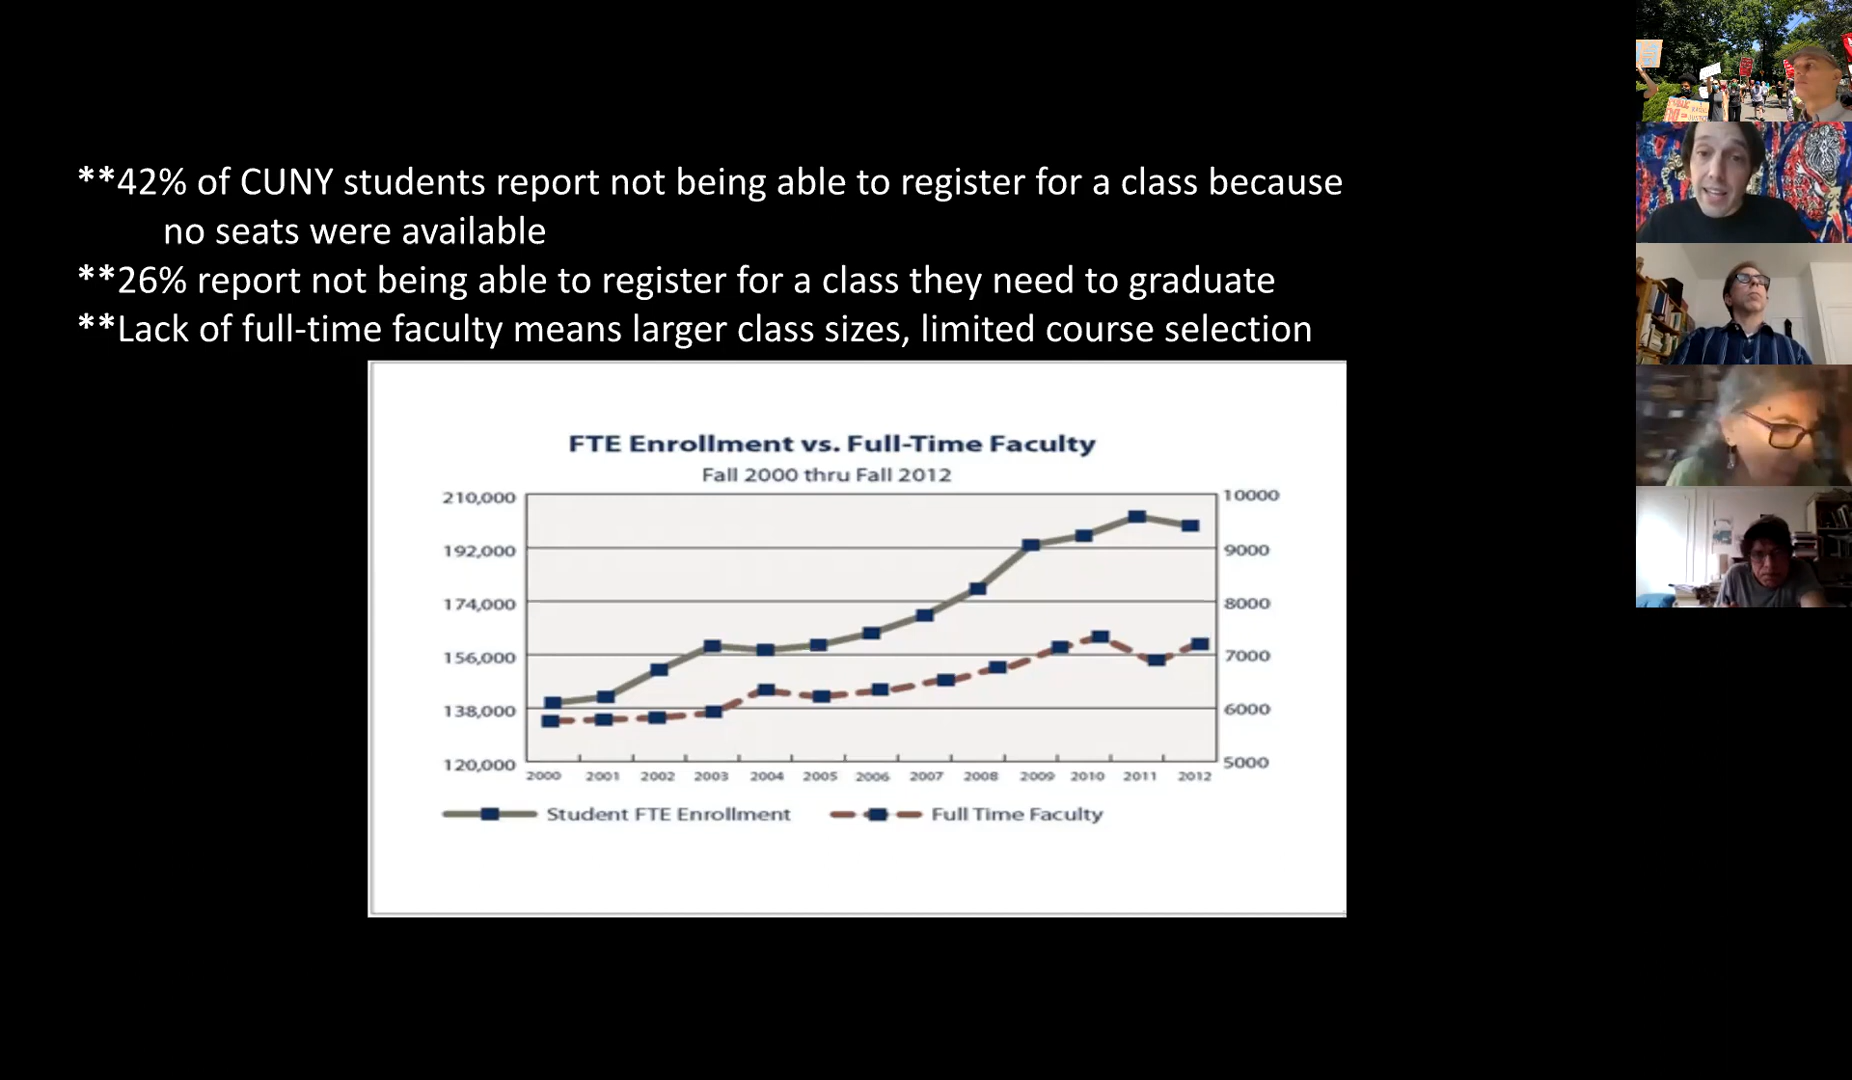 **42% of CUNY students report not being able to register for a class because
no seats were available
**26% report not being able to register for a class they need to graduate
**Lack of full-time faculty means larger class sizes, limited course selection
FTE Enrollment vs. Full-Time Faculty
Fall 2000 thru Fall 2012
210,000
192,000
174,000
156,000
138,000
120,000
10000
9000
8000
7000
6000
5000
2000 2001 2002 2003 2004 2005 2006 2007 2008 2009 2010 2011 2012
Student FTE Enrollment Full Time Faculty